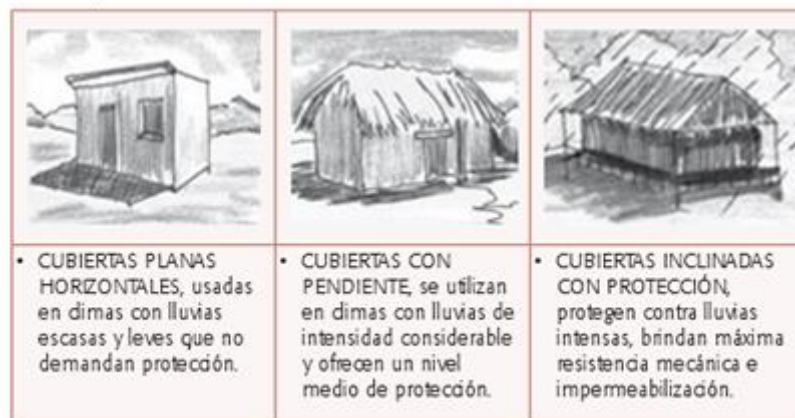 • CUBIERTAS PLANAS
HORIZONTALES, usadas
en climas con lluvias
escasas y leves que no
demandan protección.
• CUBIERTAS CON
PENDIENTE, se utilizan
en climas con lluvias de
intensidad considerable
y ofrecen un nivel
medio de protección.
• CUBIERTAS INCLINADAS
CON PROTECCIÓN,
protegen contra lluvias
intensas, brindan máxima
resistencia mecánica e
impermeabilización.